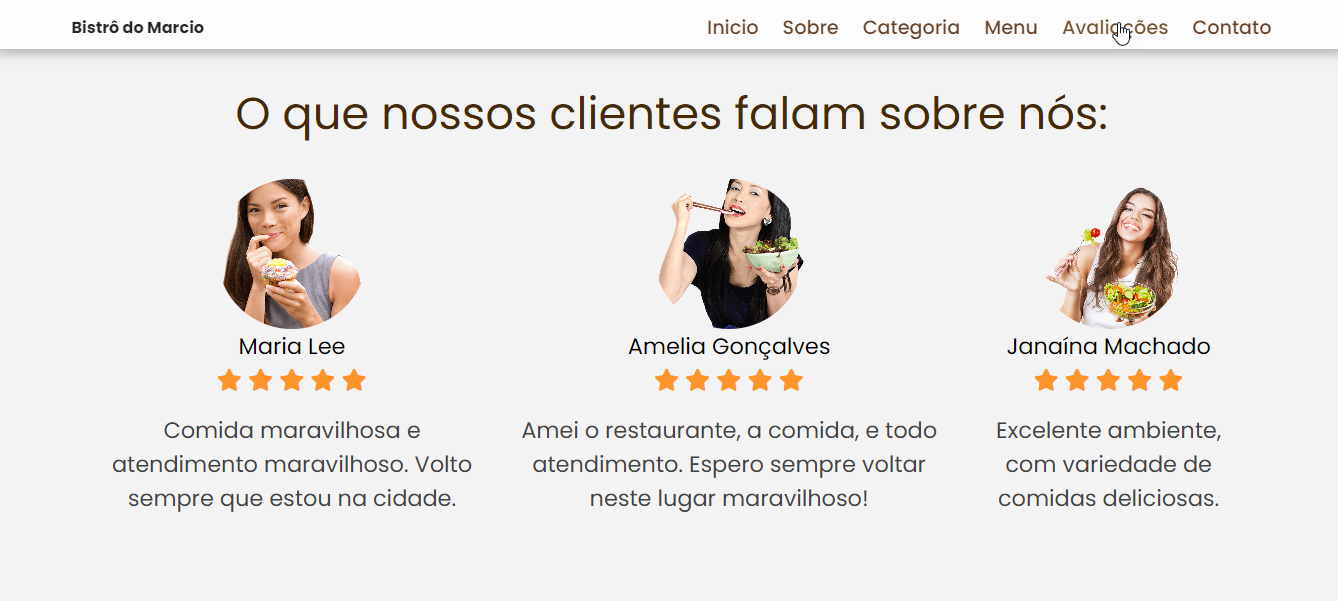 Bistrô do Marcio
Inicio Sobre Categoria Menu Avaliações Contato
O que nossos clientes falam sobre nós:
Maria Lee
Comida maravilhosa e
atendimento maravilhoso. Volto
sempre que estou na cidade.
Amelia Gonçalves
Amei o restaurante, a comida, e todo
atendimento. Espero sempre voltar
neste lugar maravilhoso!
Janaína Machado
Excelente ambiente,
com variedade de
comidas deliciosas.